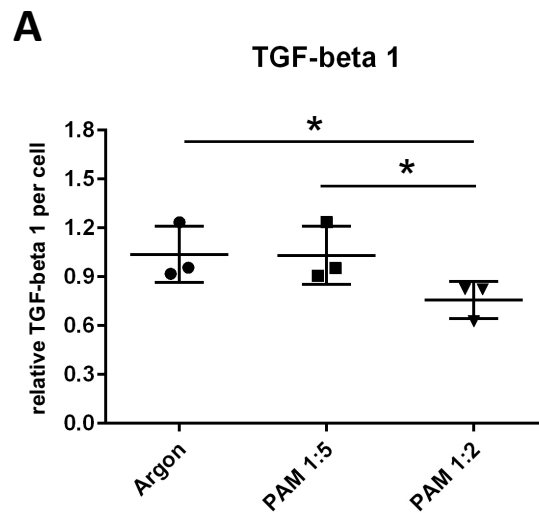 A
TGF-beta 1
relative TGF-beta 1 per cell
1.8
1.5
1.2
0.9
0.6
0.3
0.0
*
*
Argon
PAM 1:5
PAM 1:2